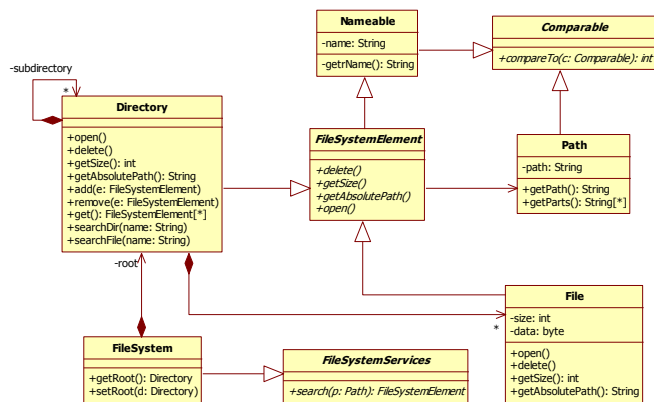 Nameable
-name: String
-getrName(): String
Comparable
+compareTo(c: Comparable): int
-subdirectory
*
Directory
+open()
+delete()
+getSize(): int
+getAbsolutePath(): String
+add(e: FileSystemElement)
+remove(e: FileSystemElement)
+get(): FileSystemElement[*]
+searchDir(name: String)
+searchFile(name: String)
FileSystemElement
+delete()
+getSize()
+getAbsolutePath()
+open()
Path
-path: String
+getPath(): String
+getParts(): String[*]
-root
*
File
-size: int
-data: byte
+open()
+delete()
+getSize(): int
+getAbsolutePath(): String
FileSystem
+getRoot(): Directory
+setRoot(d: Directory)
FileSystemServices
+search(p: Path): FileSystemElement